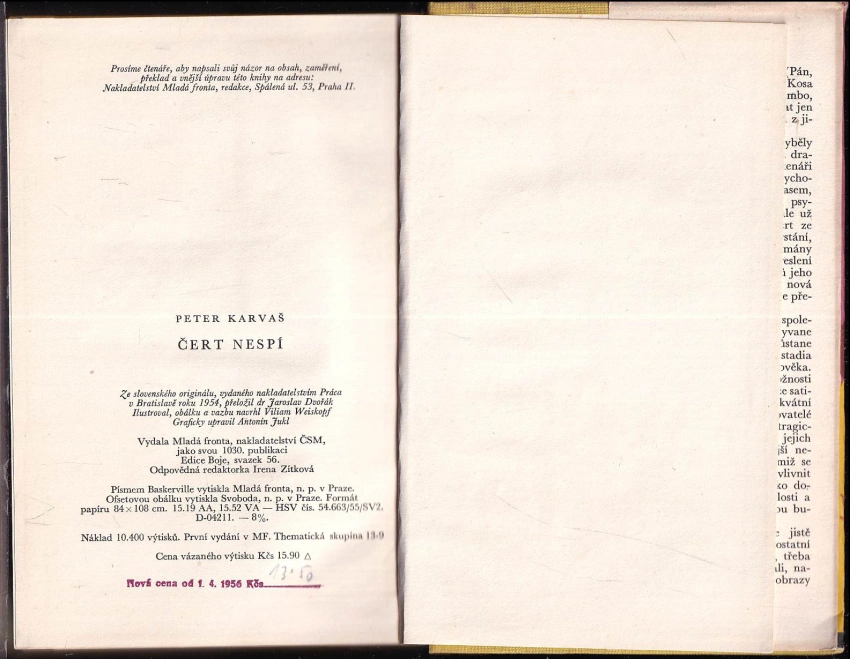 Prosíme čtenáře, aby napsali svůj názor na obsah, zaměření,
překlad a vnější úpravu této knihy na adresu:
Nakladatelství Mladá fronta, redakce, Spálená ul. 53, Praha II.
PETER KARVAŠ
ČERT NESPÍ
Ze slovenského originálu, vydaného nakladatelstvím Práca
v Bratislavě roku 1954, přeložil dr Jaroslav Dvořák
Ilustroval, obálku a vazbu navrhl Viliam Weiskopf
Graficky upravil Antonín Jukl
Vydala Mladá fronta, nakladatelství ČSM,
jako svou 1030. publikaci
Edice Boje, svazek 56.
Odpovědná redaktorka Irena Zítková
Písmem Baskerville vytiskla Mladá fronta, n. p. v Praze.
Ofsetovou obálku vytiskla Svoboda, n. p. v Praze. Formát
papíru 84×108 cm. 15.19 AA, 15.52 VA — HSV čís. 54.663/55/SV2.
D-04211. — 8%.
Náklad 10.400 výtisků. První vydání v MF. Thematická skupina 13-9
Cena vázaného výtisku Kčs 15.90 △
Nová cena od 1. 4. 1956 Kčs 13·50
Pán,
Kosa
mbo,
at jen
z ji-
yběly
dra-
enáři
ycho-
asem,
psy-
le už
rt ze
stání,
mány
eslení
jeho
nová
e pře-
spole-
yvane
ůstane
stadia
ověka.
ožnosti
e sati-
kvátní
ovatelé
tragic-
jejich
jší ne-
miž se
vlivnit
ko do-
losti a
ou bu-
jistě
ostatní
třeba
ali, na-
obrazy